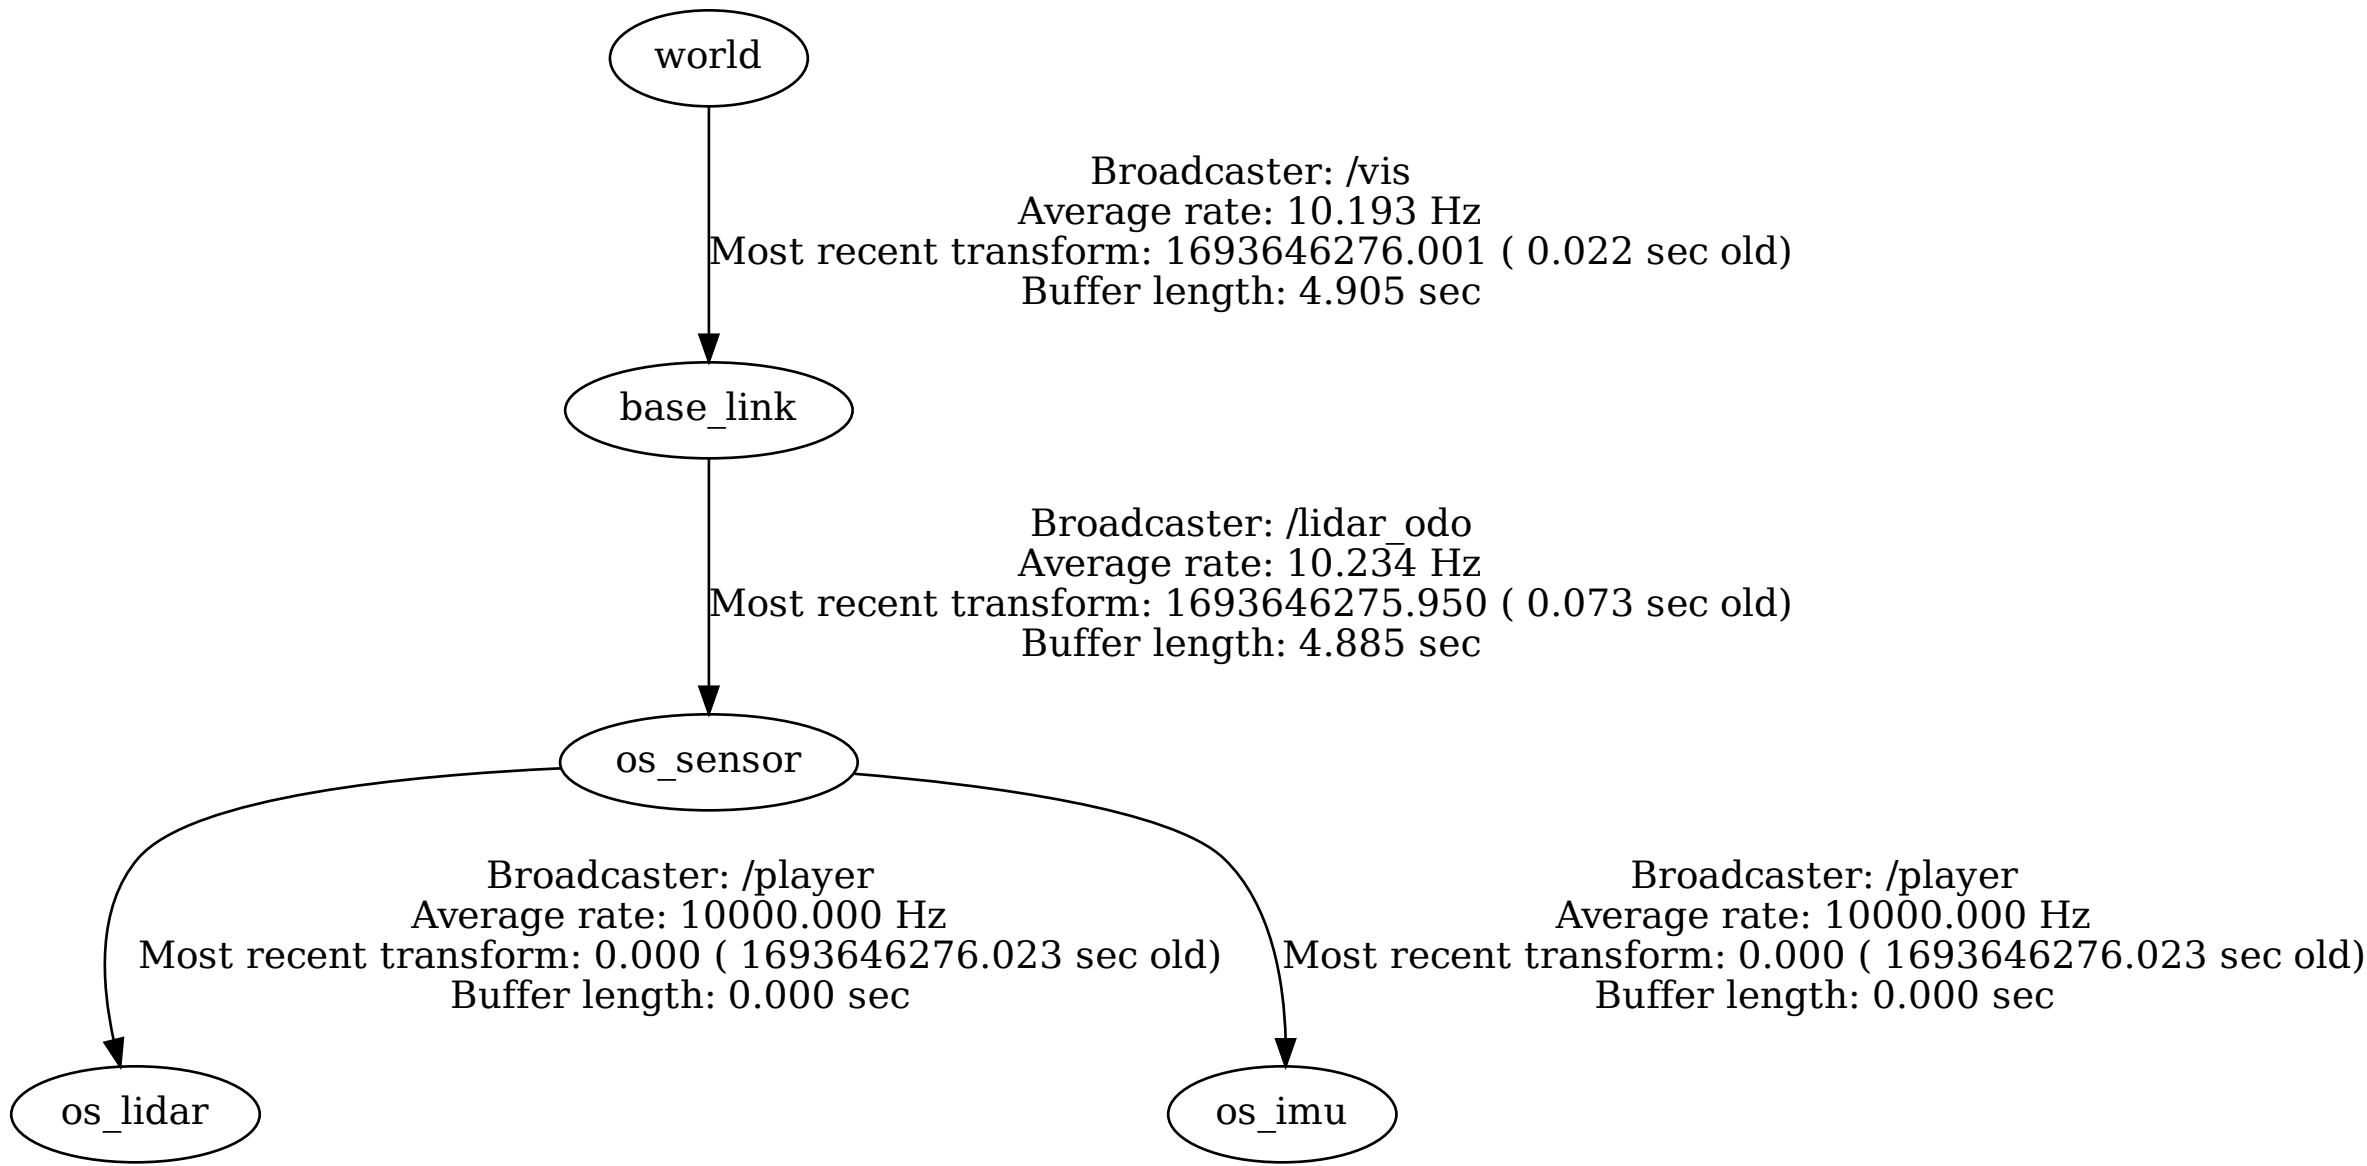 world
Broadcaster: /vis
Average rate: 10.193 Hz
Most recent transform: 1693646276.001 ( 0.022 sec old)
Buffer length: 4.905 sec
base_link
Broadcaster: /lidar_odo
Average rate: 10.234 Hz
Most recent transform: 1693646275.950 ( 0.073 sec old)
Buffer length: 4.885 sec
os_sensor
Broadcaster: /player
Average rate: 10000.000 Hz
Most recent transform: 0.000 ( 1693646276.023 sec old)
Buffer length: 0.000 sec
Broadcaster: /player
Average rate: 10000.000 Hz
Most recent transform: 0.000 ( 1693646276.023 sec old)
Buffer length: 0.000 sec
os_lidar
os_imu